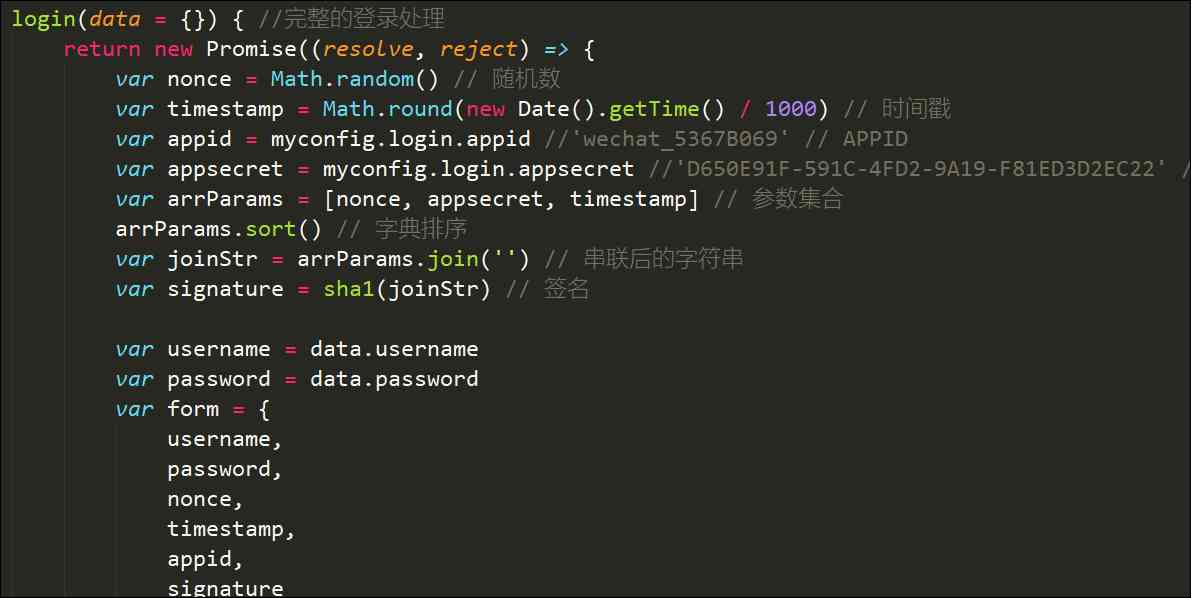 login(data = {}) { //完整的登录处理
return new Promise((resolve, reject) => {
var nonce = Math.random() // 随机数
var timestamp = Math.round(new Date().getTime() / 1000) // 时间戳
var appid = myconfig.login.appid //'wechat_5367B069' // APPID
var appsecret = myconfig.login.appsecret //'D650E91F-591C-4FD2-9A19-F81ED3D2EC22' /
var arrParams = [nonce, appsecret, timestamp] // 参数集合
arrParams.sort() // 字典排序
var joinStr = arrParams.join('') // 串联后的字符串
var signature = sha1(joinStr) // 签名
var username = data.username
var password = data.password
var form = {
username,
password,
nonce,
timestamp,
appid,
signature